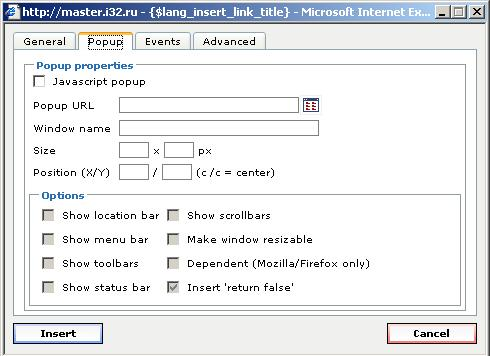 http://master.i32.ru - {$lang_insert_link_title} - Microsoft Internet Ex...
General Popup Events Advanced
Popup properties
Javascript popup
Popup URL
Window name
Size x px
Position (X/Y) / (c /c = center)
Options
Show location bar Show scrollbars
Show menu bar Make window resizable
Show toolbars Dependent (Mozilla/Firefox only)
Show status bar Insert 'return false'
Insert Cancel